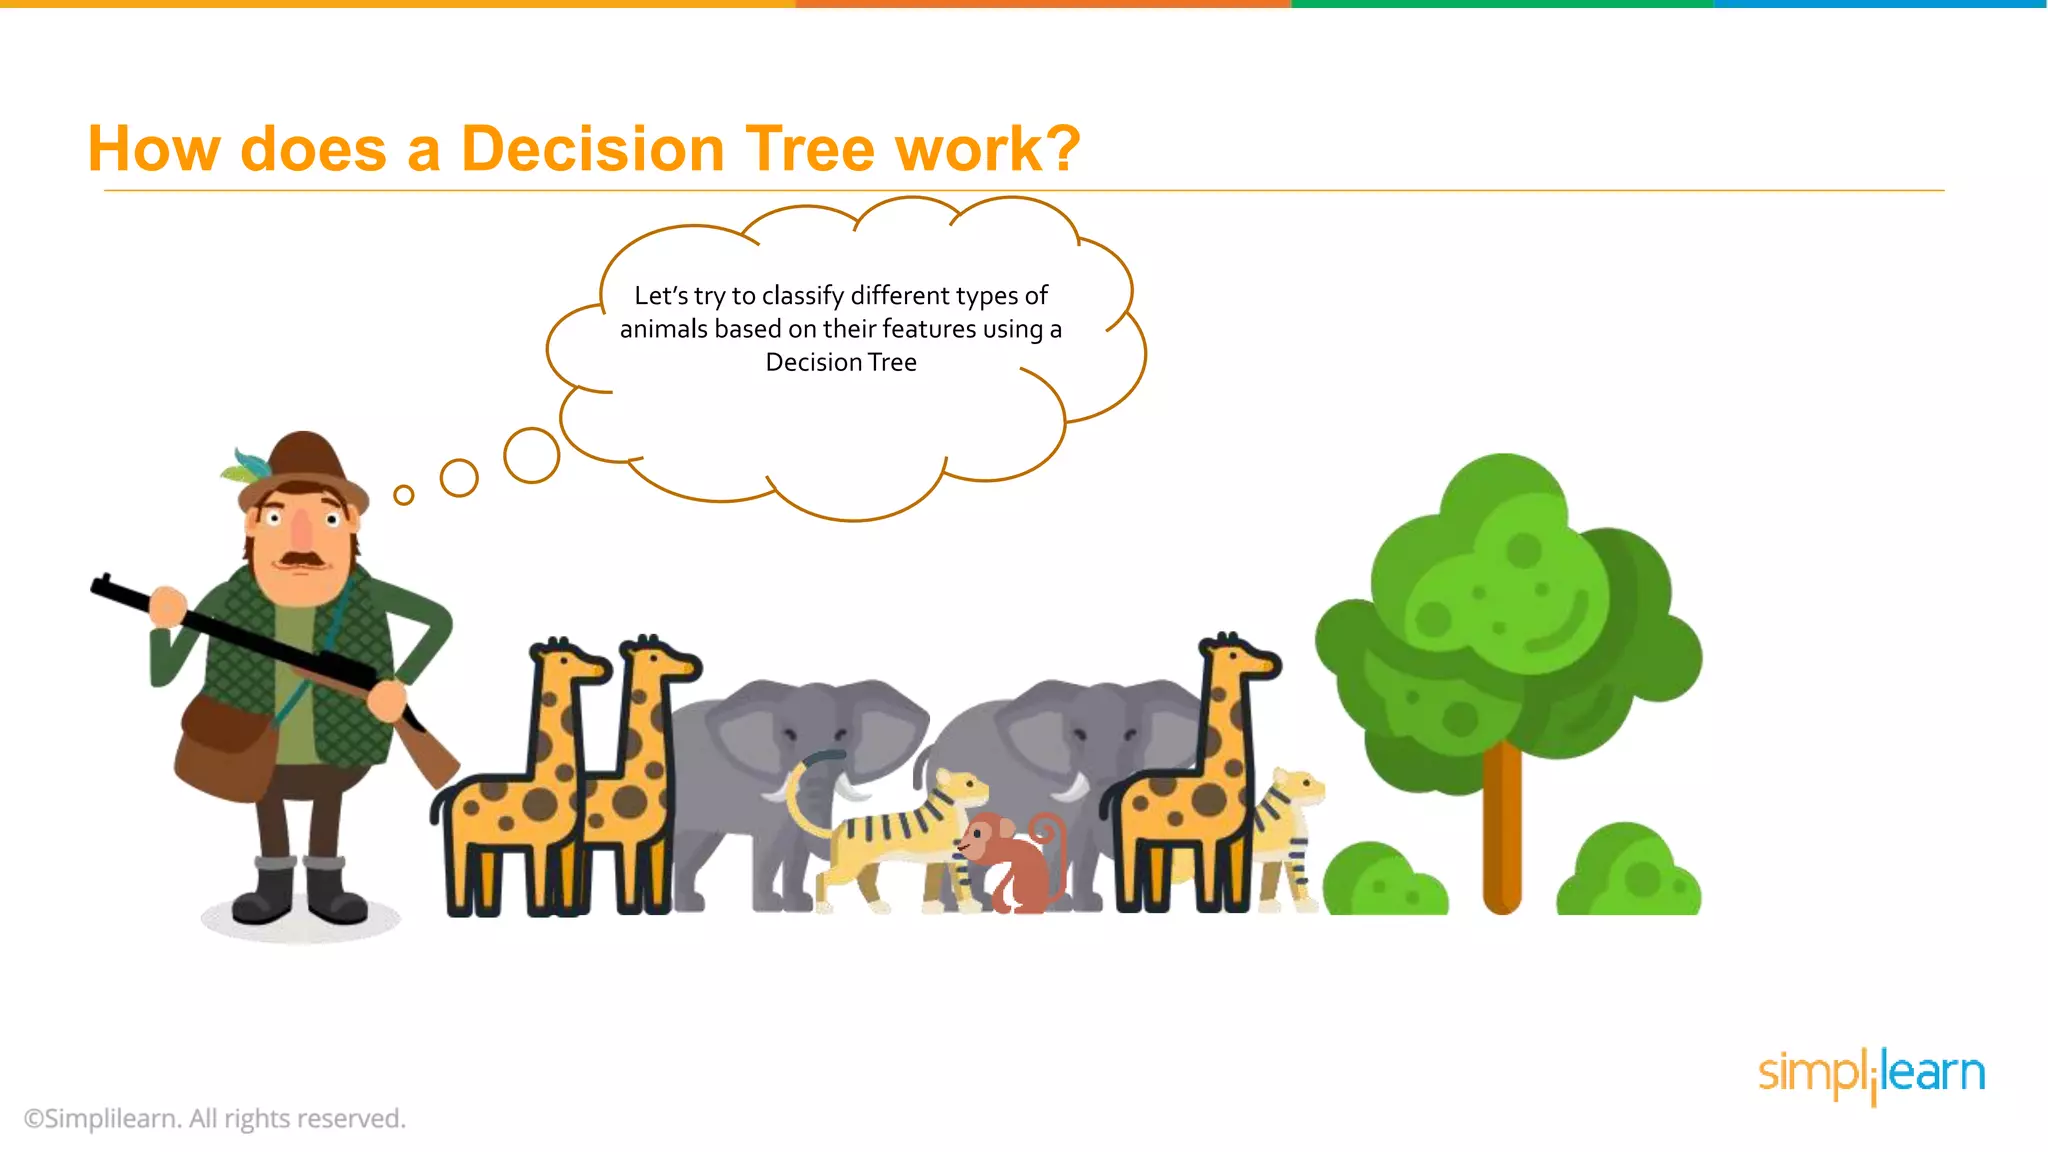 How does a Decision Tree work?
Let’s try to classify different types of
animals based on their features using a
Decision Tree
simplilearn
©Simplilearn. All rights reserved.